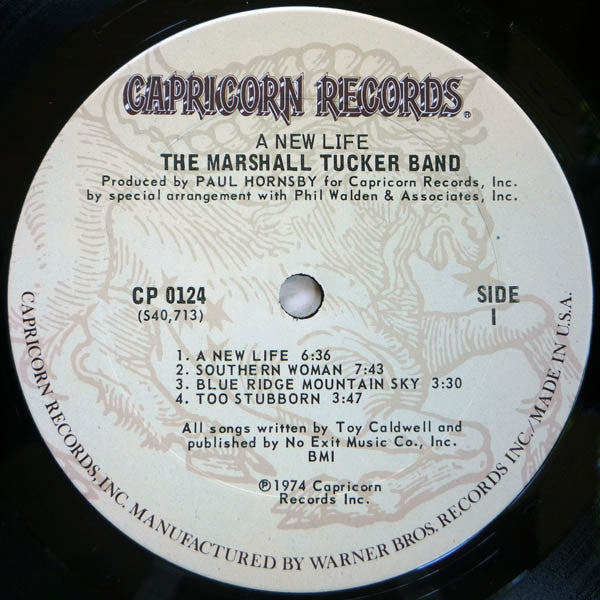 CAPRICORN RECORDS®
A NEW LIFE
THE MARSHALL TUCKER BAND
Produced by PAUL HORNSBY for Capricorn Records, Inc.
by special arrangement with Phil Walden & Associates, Inc.
CP 0124
(S40,713)
SIDE
1
1. A NEW LIFE 6:36
2. SOUTHERN WOMAN 7:43
3. BLUE RIDGE MOUNTAIN SKY 3:30
4. TOO STUBBORN 3:47
All songs written by Toy Caldwell and
published by No Exit Music Co., Inc.
BMI
℗1974 Capricorn
Records Inc.
CAPRICORN RECORDS, INC. MANUFACTURED BY WARNER BROS. RECORDS INC./MADE IN U.S.A.